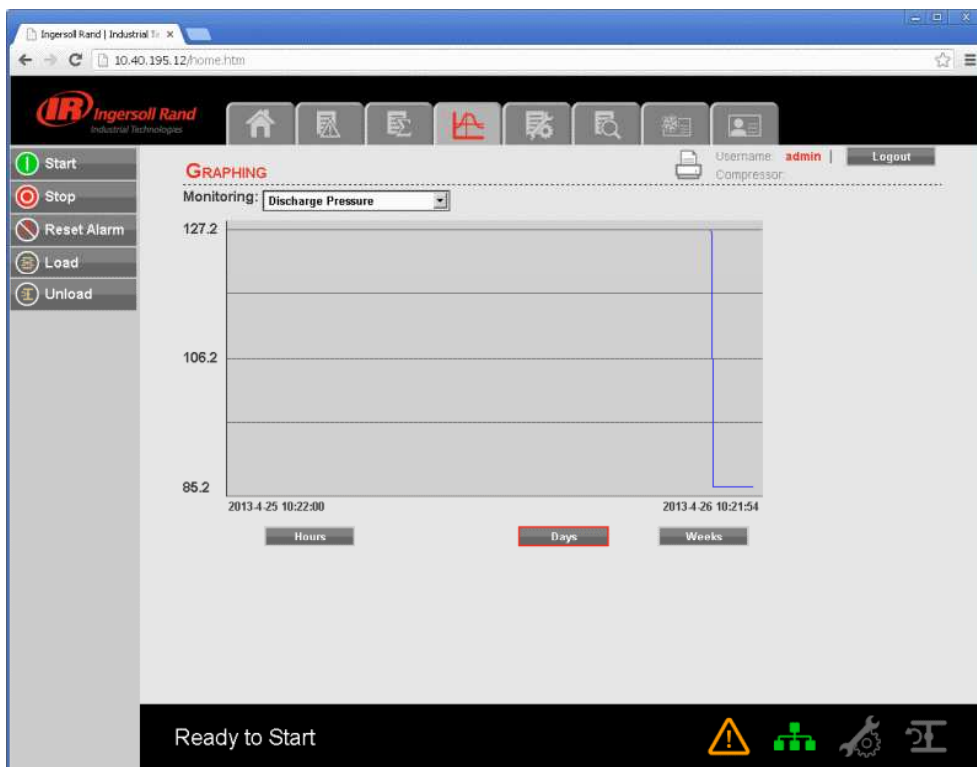 Ingersoll Rand | Industrial Te
10.40.195.12/home.htm
IR Ingersoll Rand
Industrial Technologies
Start
Stop
Reset Alarm
Load
Unload
GRAPHING
Username: admin |
Logout
Compressor:
Monitoring: Discharge Pressure
127.2
106.2
85.2
2013-4-25 10:22:00
2013-4-26 10:21:54
Hours
Days
Weeks
Ready to Start